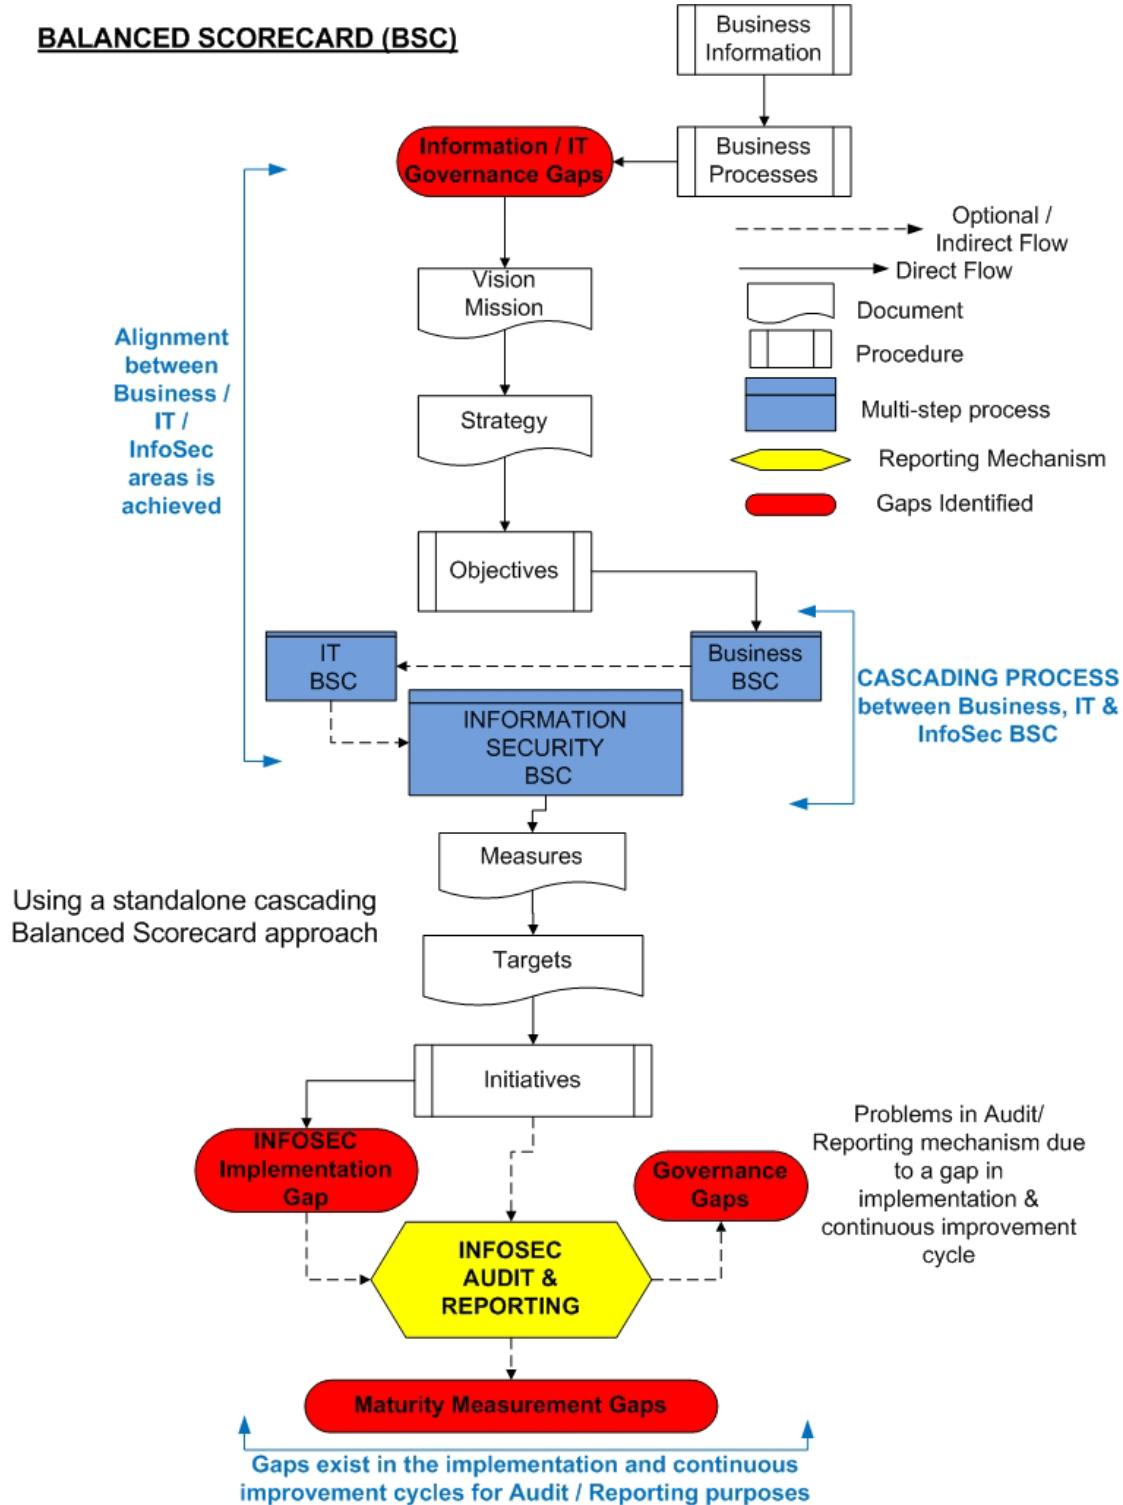 BALANCED SCORECARD (BSC)
Business
Information
Information / IT
Governance Gaps
Business
Processes
Optional /
Indirect Flow
Direct Flow
Vision
Mission
Document
Procedure
Alignment
between
Business /
IT /
InfoSec
areas is
achieved
Strategy
Multi-step process
Reporting Mechanism
Gaps Identified
Objectives
IT
BSC
Business
BSC
INFORMATION
SECURITY
BSC
CASCADING PROCESS
between Business, IT &
InfoSec BSC
Measures
Using a standalone cascading
Balanced Scorecard approach
Targets
Initiatives
INFOSEC
Implementation
Gap
Governance
Gaps
Problems in Audit/
Reporting mechanism due
to a gap in
implementation &
continuous improvement
cycle
INFOSEC
AUDIT &
REPORTING
Maturity Measurement Gaps
Gaps exist in the implementation and continuous
improvement cycles for Audit / Reporting purposes